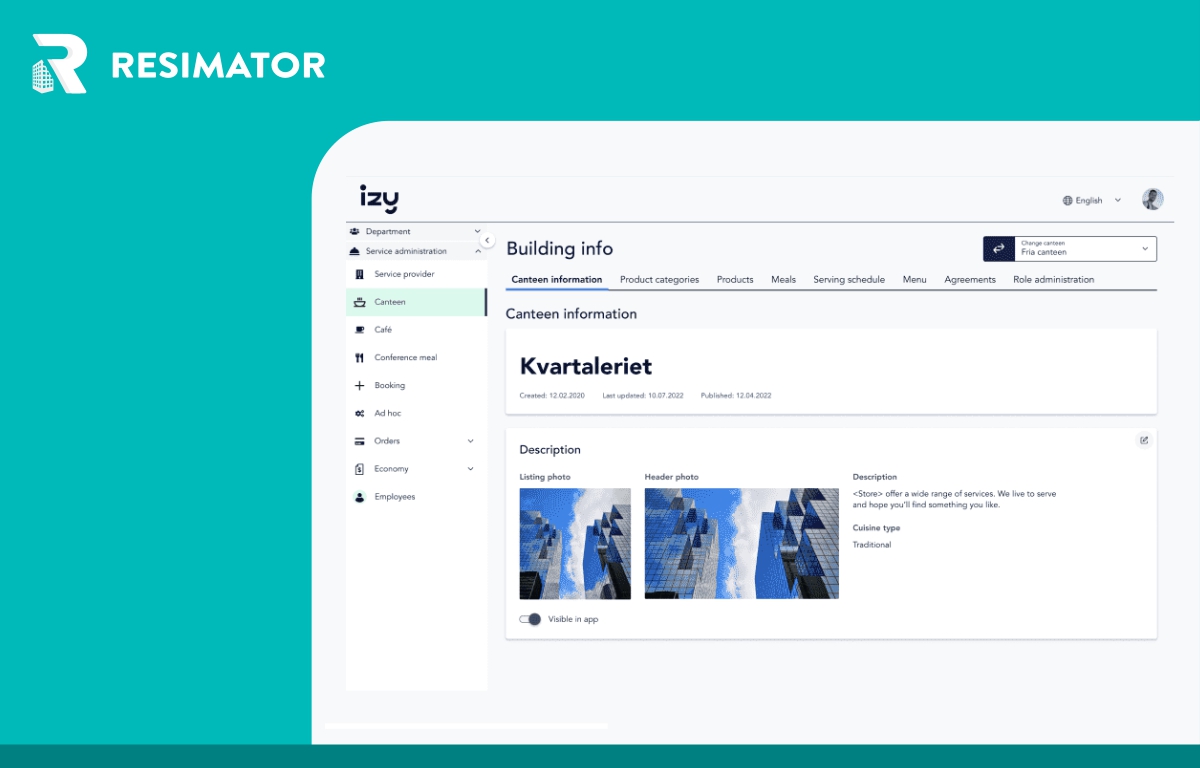 RESIMATOR
izy
English
Department
Service administration
Service provider
Canteen
Café
Conference meal
Booking
Ad hoc
Orders
Economy
Employees
Building info
Change canteen
Fria canteen
Canteen information Product categories Products Meals Serving schedule Menu Agreements Role administration
Canteen information
Kvartaleriet
Created: 12.02.2020 Last updated: 10.07.2022 Published: 12.04.2022
Description
Listing photo Header photo Description
<Store> offer a wide range of services. We live to serve
and hope you'll find something you like.
Cuisine type
Traditional
Visible in app